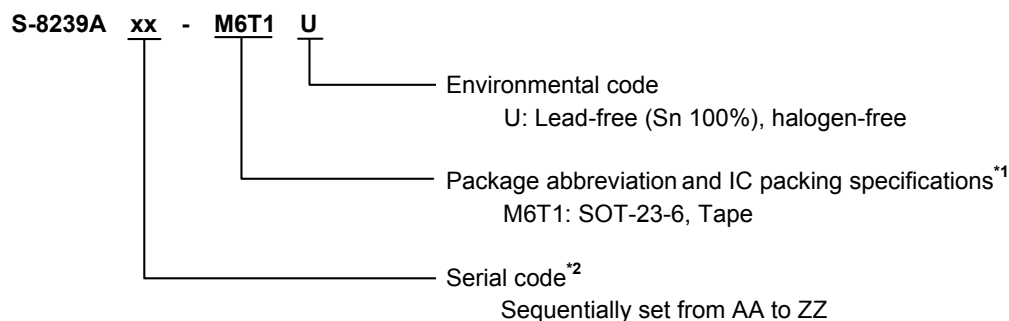 S-8239A xx - M6T1 U
Environmental code
U: Lead-free (Sn 100%), halogen-free
Package abbreviation and IC packing specifications*1
M6T1: SOT-23-6, Tape
Serial code*2
Sequentially set from AA to ZZ